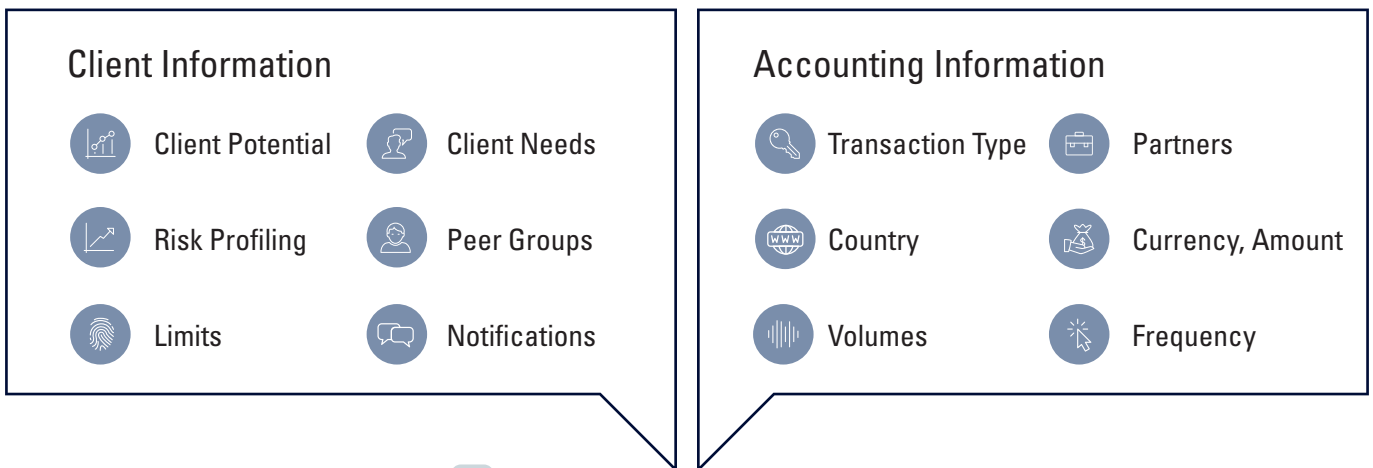 Client Information
Client Potential
Client Needs
Risk Profiling
Peer Groups
Limits
Notifications
Accounting Information
Transaction Type
Partners
WWW
Country
Currency, Amount
Volumes
Frequency